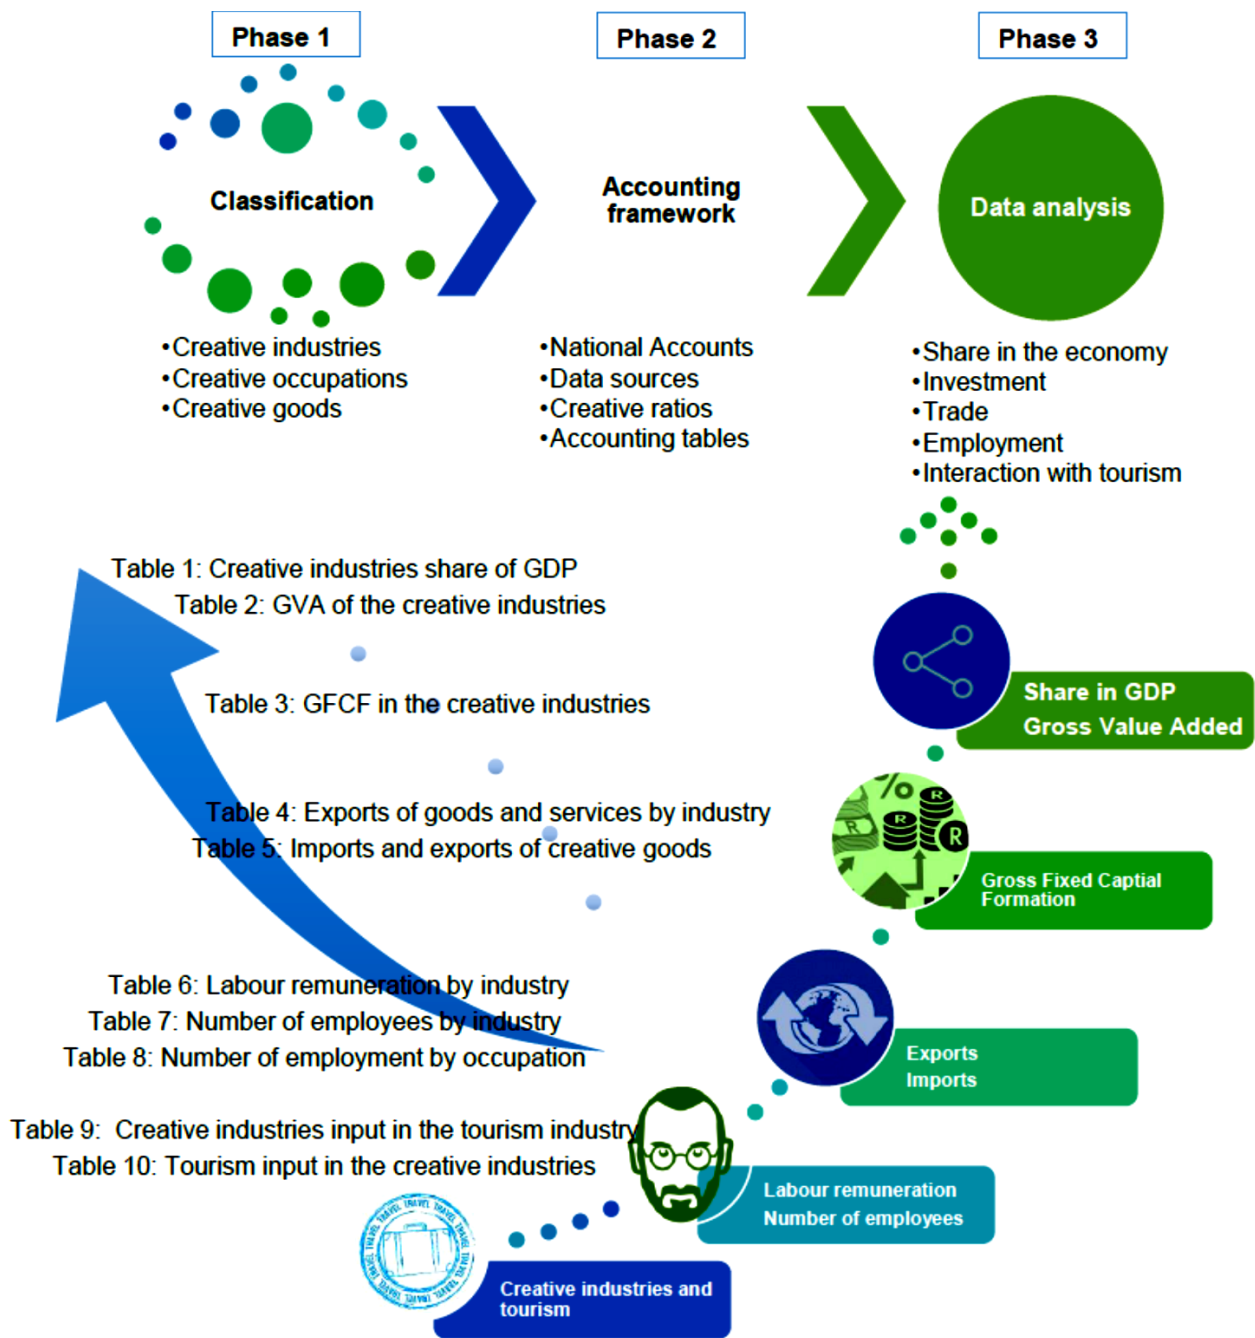 Phase 1
Phase 2
Phase 3
Classification
Accounting
framework
Data analysis
•Creative industries
•Creative occupations
•Creative goods
•National Accounts
•Data sources
•Creative ratios
•Accounting tables
•Share in the economy
•Investment
•Trade
•Employment
•Interaction with tourism
Table 1: Creative industries share of GDP
Table 2: GVA of the creative industries
Table 3: GFCF in the creative industries
Table 4: Exports of goods and services by industry
Table 5: Imports and exports of creative goods
Table 6: Labour remuneration by industry
Table 7: Number of employees by industry
Table 8: Number of employment by occupation
Table 9: Creative industries input in the tourism industry
Table 10: Tourism input in the creative industries
Share in GDP
Gross Value Added
%
R
R
R
R
Gross Fixed Captial
Formation
Exports
Imports
Labour remuneration
Number of employees
TRAVEL TRAVEL TRAVEL TRAVEL TRAVEL TRAVEL
Creative industries and
tourism